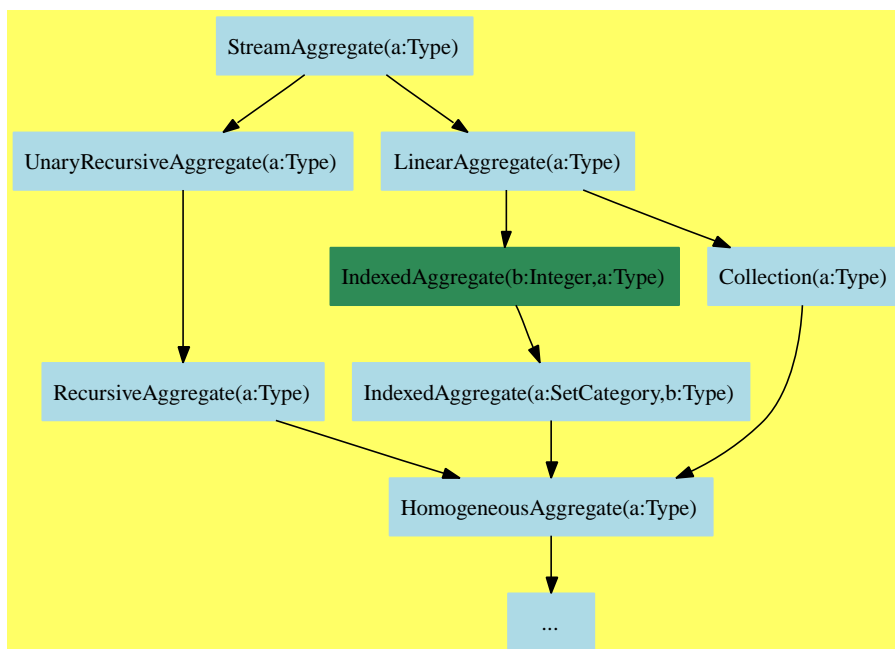 StreamAggregate(a:Type)
UnaryRecursiveAggregate(a:Type)
LinearAggregate(a:Type)
IndexedAggregate(b:Integer,a:Type)
Collection(a:Type)
RecursiveAggregate(a:Type)
IndexedAggregate(a:SetCategory,b:Type)
HomogeneousAggregate(a:Type)
...